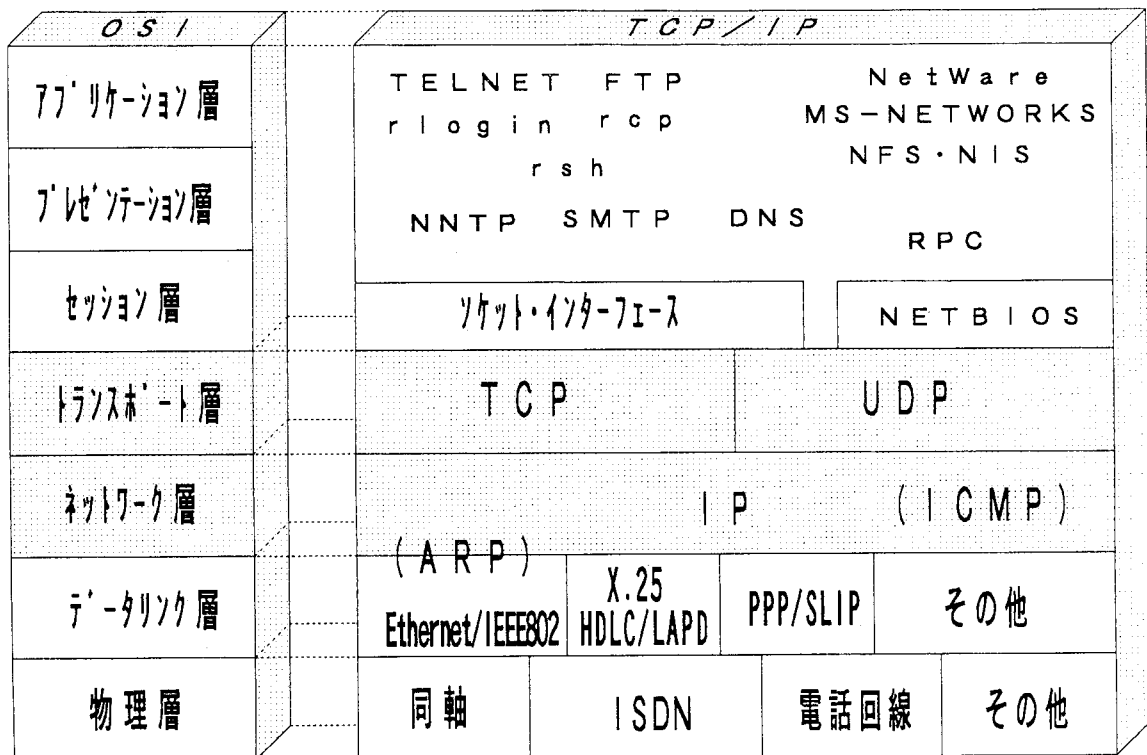 OSI
アプリケーション層
プレゼンテーション層
セッション層
トランスポート層
ネットワーク層
データリンク層
物理層
TCP/IP
TELNET FTP
rlogin rcp
rsh
NNTP SMTP DNS
NetWare
MS-NETWORKS
NFS・NIS
RPC
ソケット・インターフェース
NETBIOS
TCP
UDP
IP (ICMP)
(ARP)
Ethernet/IEEE802
X.25
HDLC/LAPD
PPP/SLIP
その他
同軸
ISDN
電話回線
その他